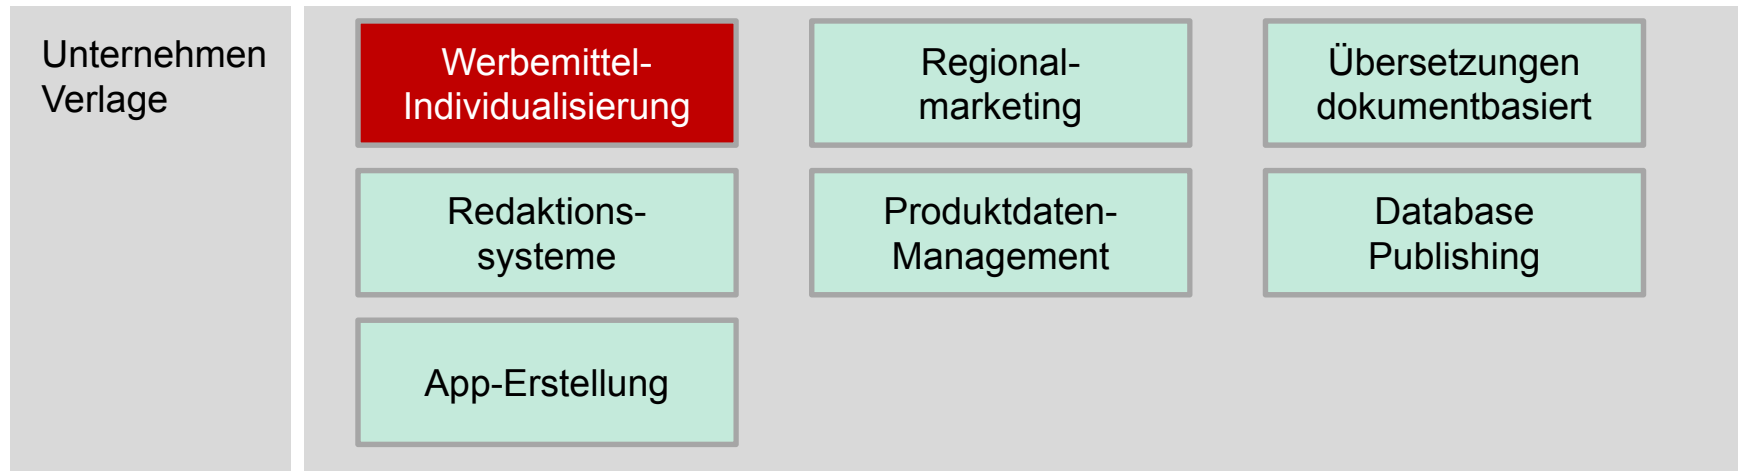 Unternehmen
Verlage
Werbemittel-
Individualisierung
Regional-
marketing
Übersetzungen
dokumentbasiert
Redaktions-
systeme
Produktdaten-
Management
Database
Publishing
App-Erstellung